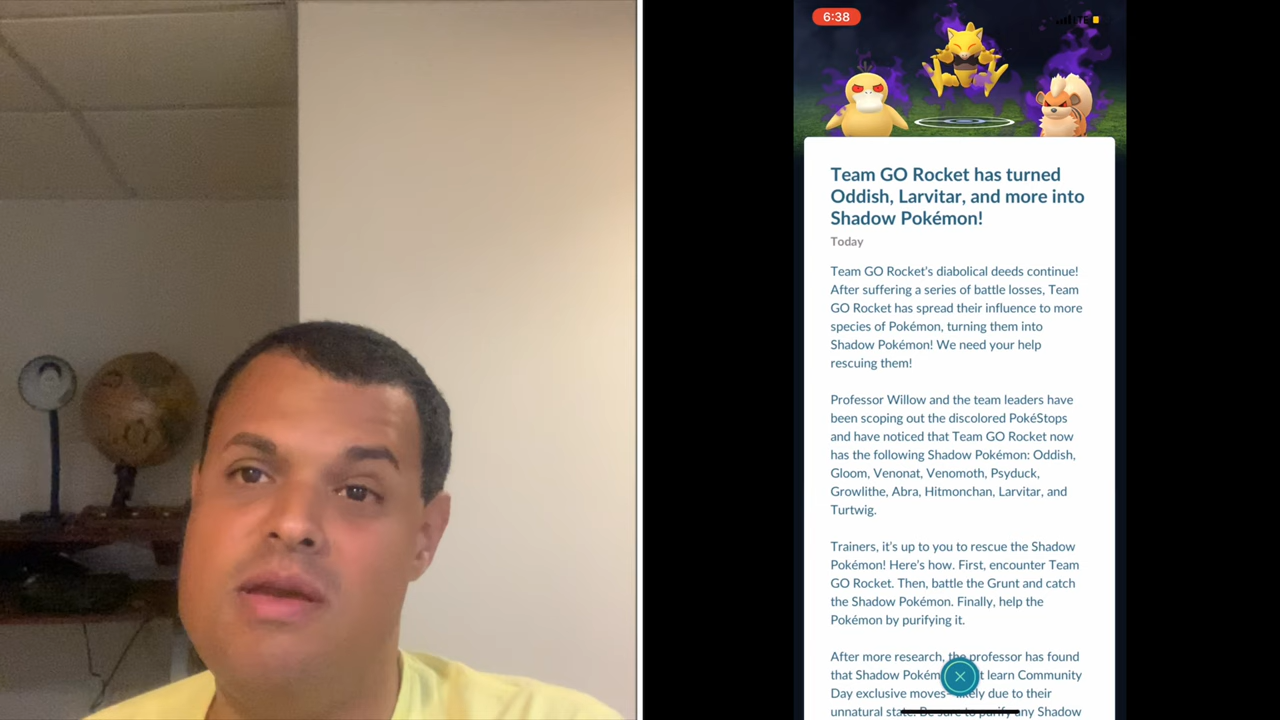 6:38
LTE
Team GO Rocket has turned
Oddish, Larvitar, and more into
Shadow Pokémon!
Today
Team GO Rocket's diabolical deeds continue!
After suffering a series of battle losses, Team
GO Rocket has spread their influence to more
species of Pokémon, turning them into
Shadow Pokémon! We need your help
rescuing them!
Professor Willow and the team leaders have
been scoping out the discolored PokéStops
and have noticed that Team GO Rocket now
has the following Shadow Pokémon: Oddish,
Gloom, Venonat, Venomoth, Psyduck,
Growlithe, Abra, Hitmonchan, Larvitar, and
Turtwig.
Trainers, it's up to you to rescue the Shadow
Pokémon! Here's how. First, encounter Team
GO Rocket. Then, battle the Grunt and catch
the Shadow Pokémon. Finally, help the
Pokémon by purifying it.
After more research, the professor has found
that Shadow learn Community
Day exclusive moves—likely due to their
unnatural state. Be sure to purify any Shadow